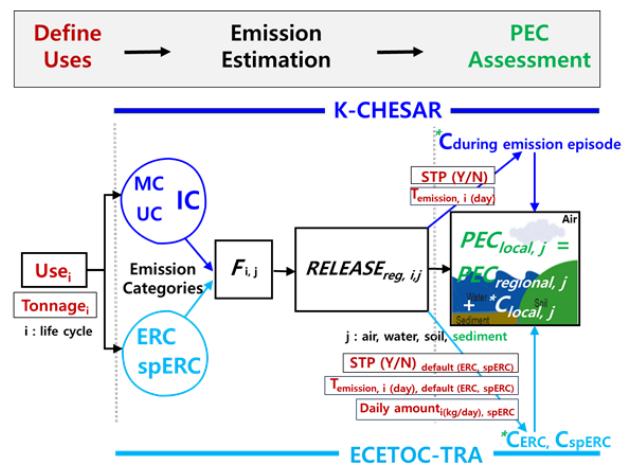 Define Uses
Emission Estimation
PEC Assessment
K-CHESAR
*Cduring emission episode
STP (Y/N)
Temission, i (day)
MC
UC
IC
Air
PEClocal, j =
PECregional, j
+ *Clocal, j
Water
Soil
Sediment
Usei
Tonnagei
i : life cycle
Emission Categories
Fi, j
RELEASEreg, i,j
ERC
spERC
j : air, water, soil, sediment
STP (Y/N) default (ERC, spERC)
Temission, i (day), default (ERC, spERC)
Daily amounti(kg/day), spERC
*CERC, CspERC
ECETOC-TRA